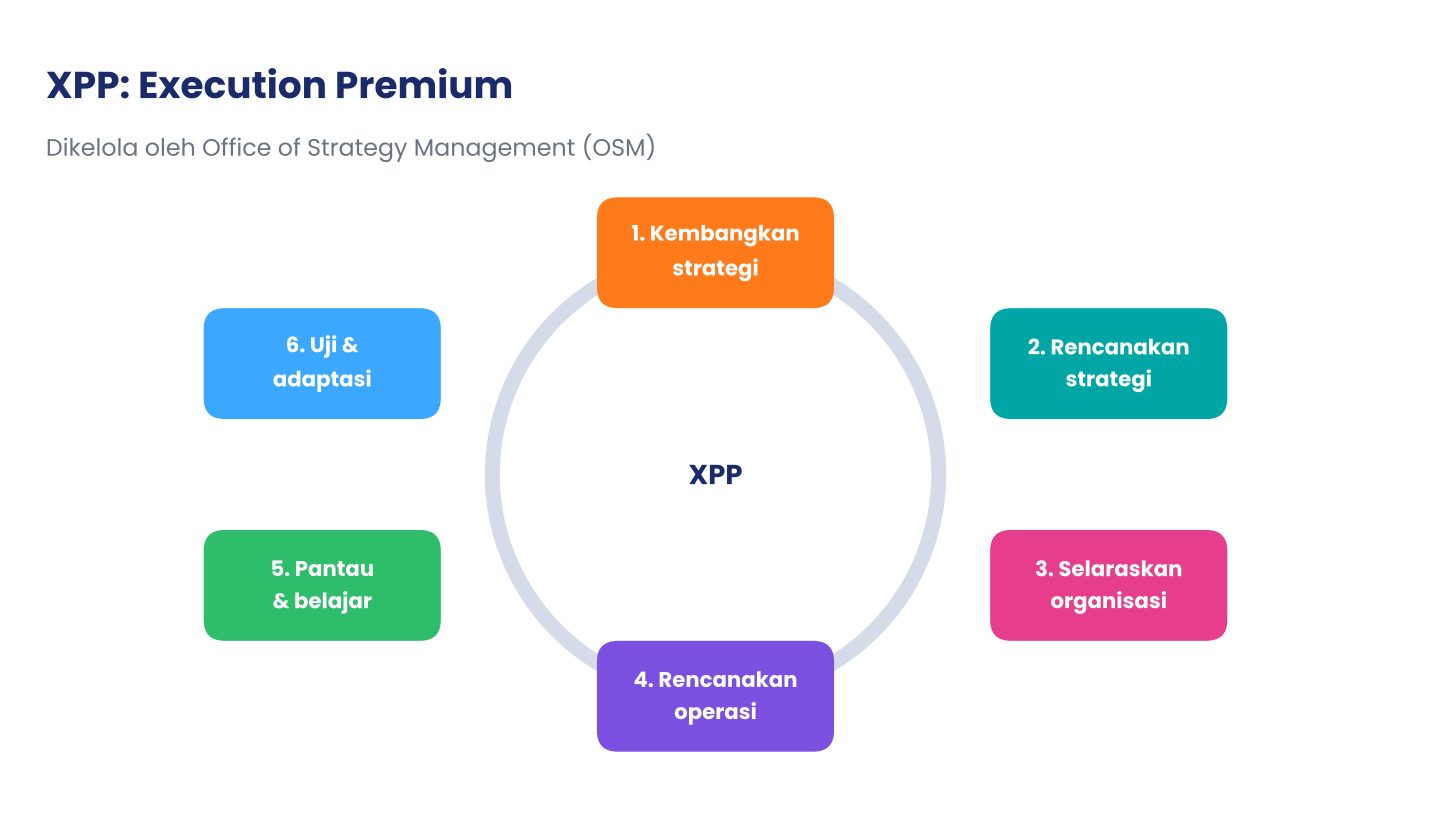 XPP: Execution Premium
Dikelola oleh Office of Strategy Management (OSM)
1. Kembangkan
strategi
2. Rencanakan
strategi
3. Selaraskan
organisasi
4. Rencanakan
operasi
5. Pantau
& belajar
6. Uji &
adaptasi
XPP